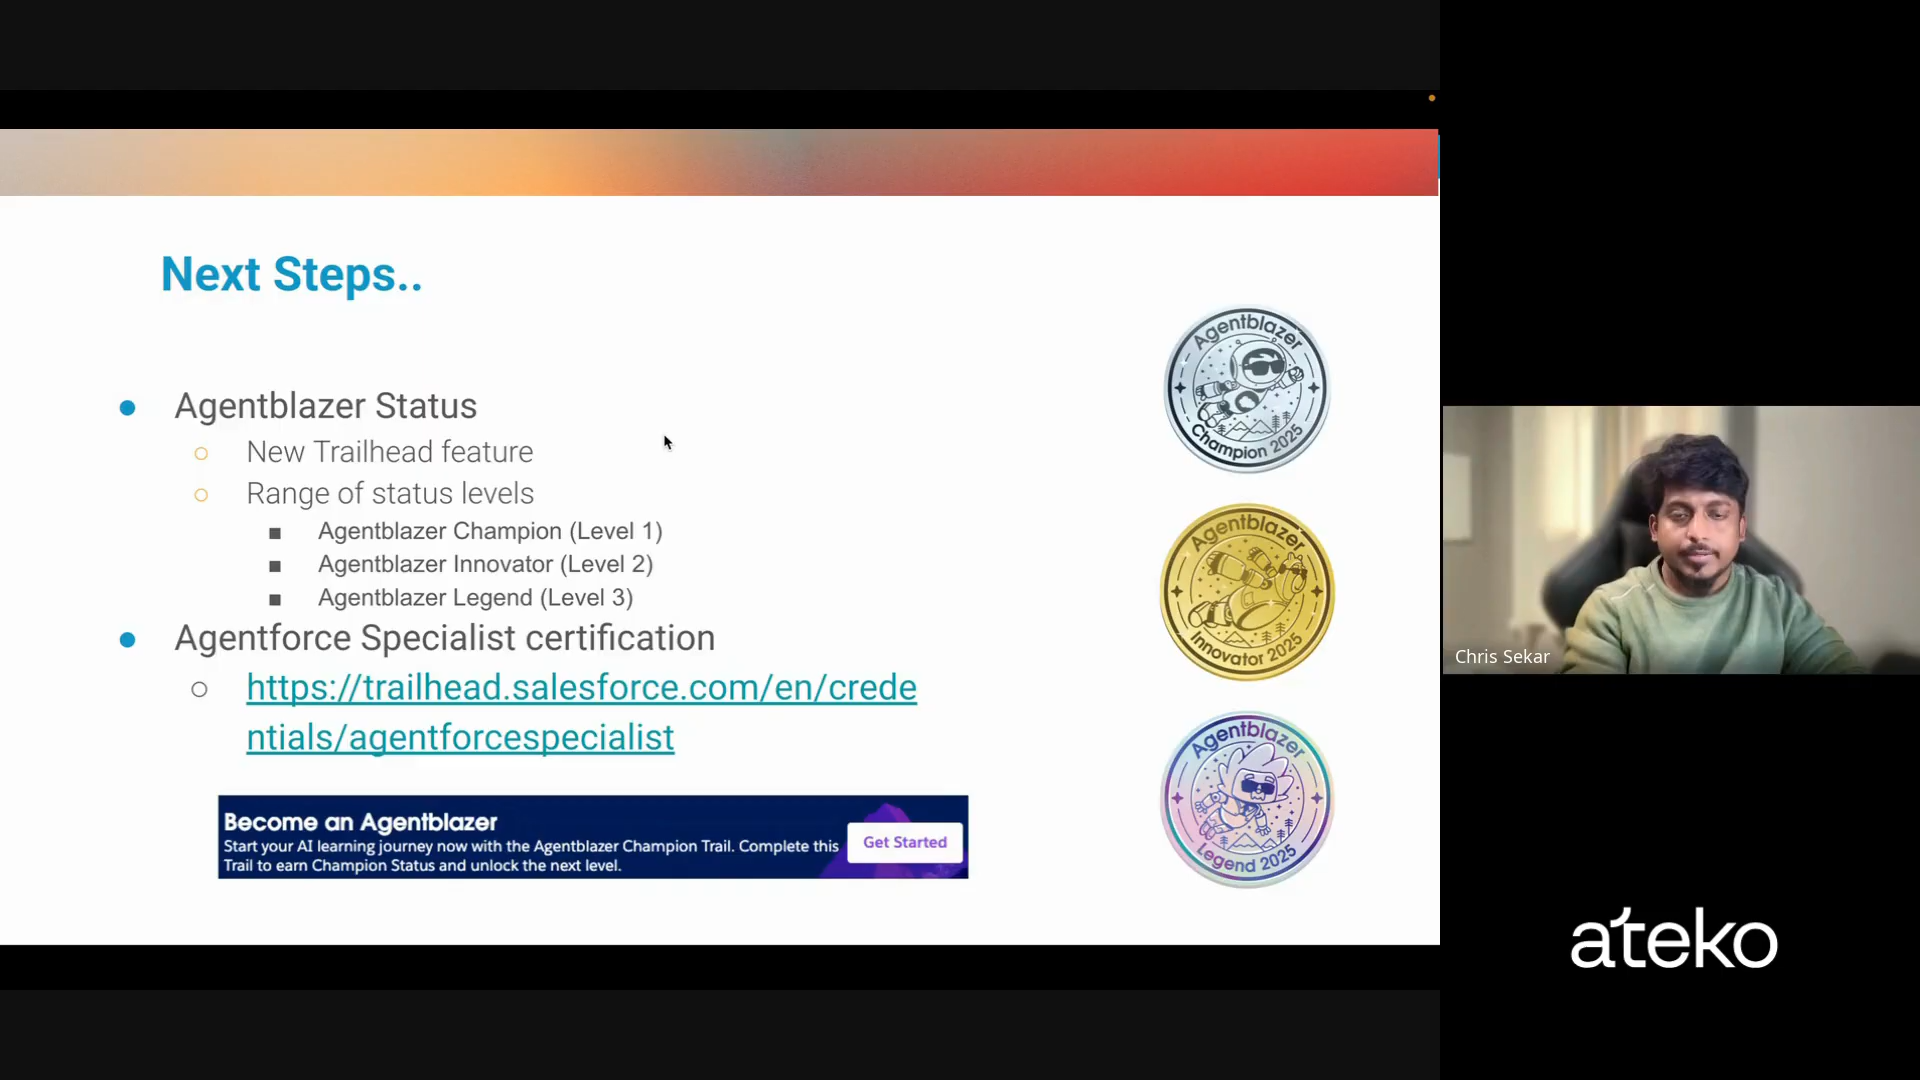 Next Steps..
Agentblazer Status
New Trailhead feature
Range of status levels
Agentblazer Champion (Level 1)
Agentblazer Innovator (Level 2)
Agentblazer Legend (Level 3)
Agentforce Specialist certification
https://trailhead.salesforce.com/en/crede
ntials/agentforcespecialist
Become an Agentblazer
Start your AI learning journey now with the Agentblazer Champion Trail. Complete this
Trail to earn Champion Status and unlock the next level.
Get Started
Agentblazer
Champion 2025
Agentblazer
Innovator 2025
Agentblazer
Legend 2025
Chris Sekar
ateko